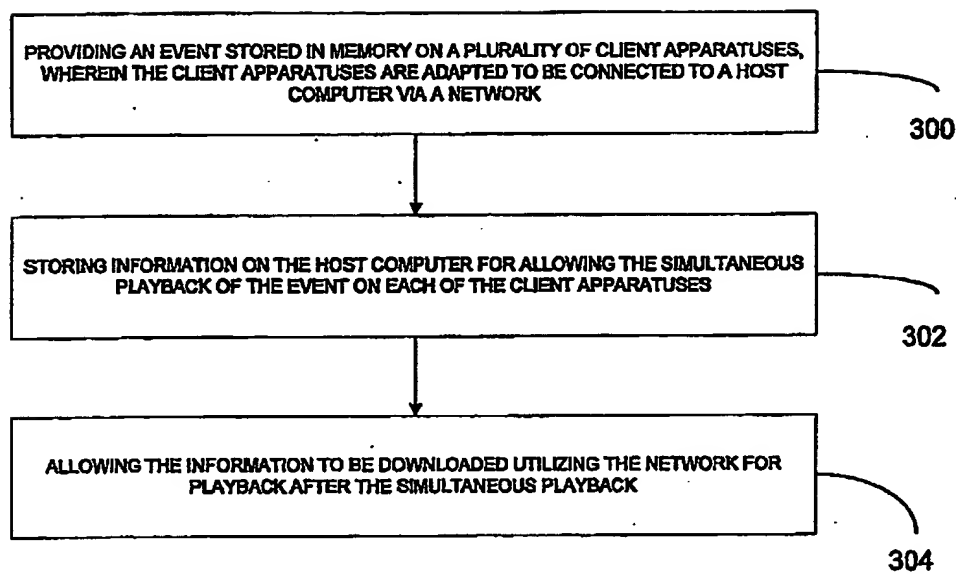 PROVIDING AN EVENT STORED IN MEMORY ON A PLURALITY OF CLIENT APPARATUSES,
WHEREIN THE CLIENT APPARATUSES ARE ADAPTED TO BE CONNECTED TO A HOST
COMPUTER VIA A NETWORK
300
STORING INFORMATION ON THE HOST COMPUTER FOR ALLOWING THE SIMULTANEOUS
PLAYBACK OF THE EVENT ON EACH OF THE CLIENT APPARATUSES
302
ALLOWING THE INFORMATION TO BE DOWNLOADED UTILIZING THE NETWORK FOR
PLAYBACK AFTER THE SIMULTANEOUS PLAYBACK
304